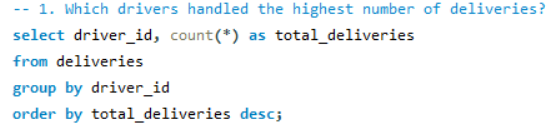 -- 1. Which drivers handled the highest number of deliveries?
select driver_id, count(*) as total_deliveries
from deliveries
group by driver_id
order by total_deliveries desc;